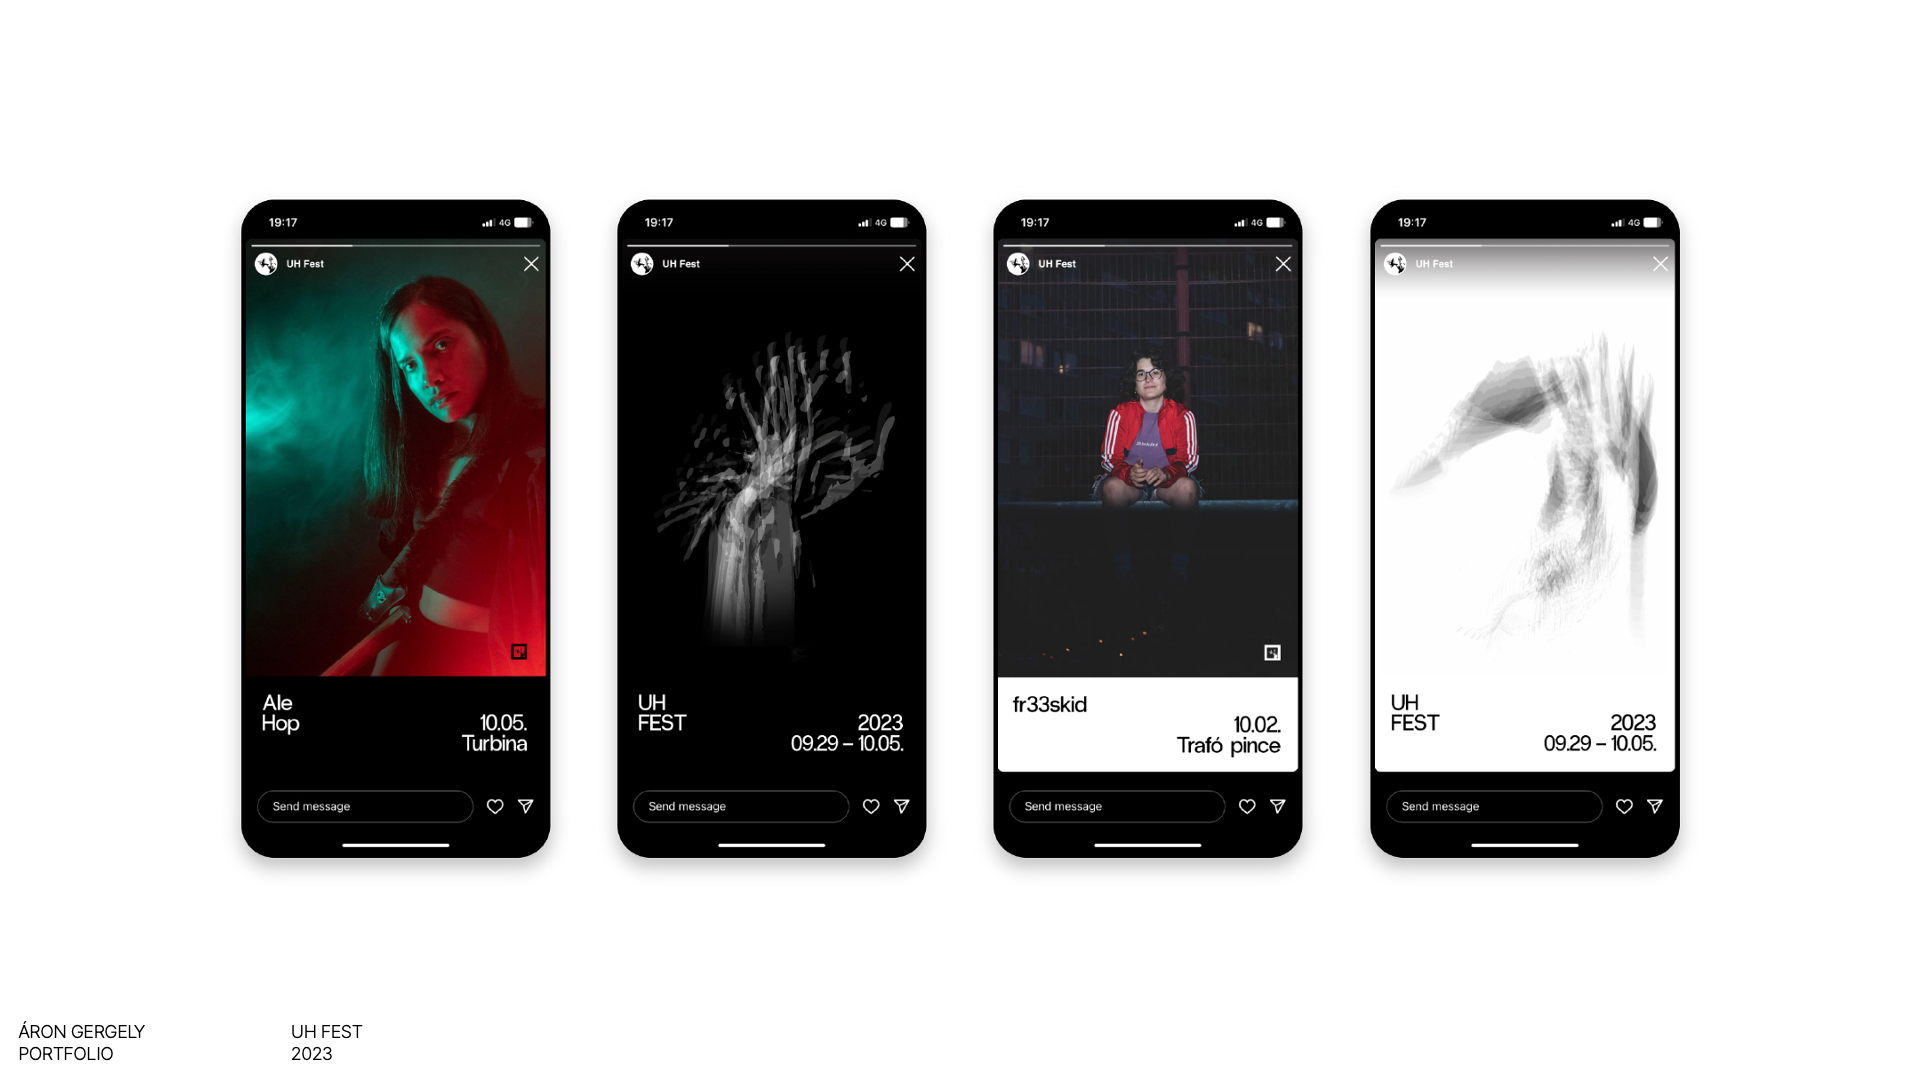 19:17
4G
UH Fest
Ale
Hop
10.05.
Turbina
Send message
19:17
4G
UH Fest
UH
FEST
2023
09.29 – 10.05.
Send message
19:17
4G
UH Fest
fr33skid
10.02.
Trafó pince
Send message
19:17
4G
UH Fest
UH
FEST
2023
09.29 – 10.05.
Send message
ÁRON GERGELY
PORTFOLIO
UH FEST
2023